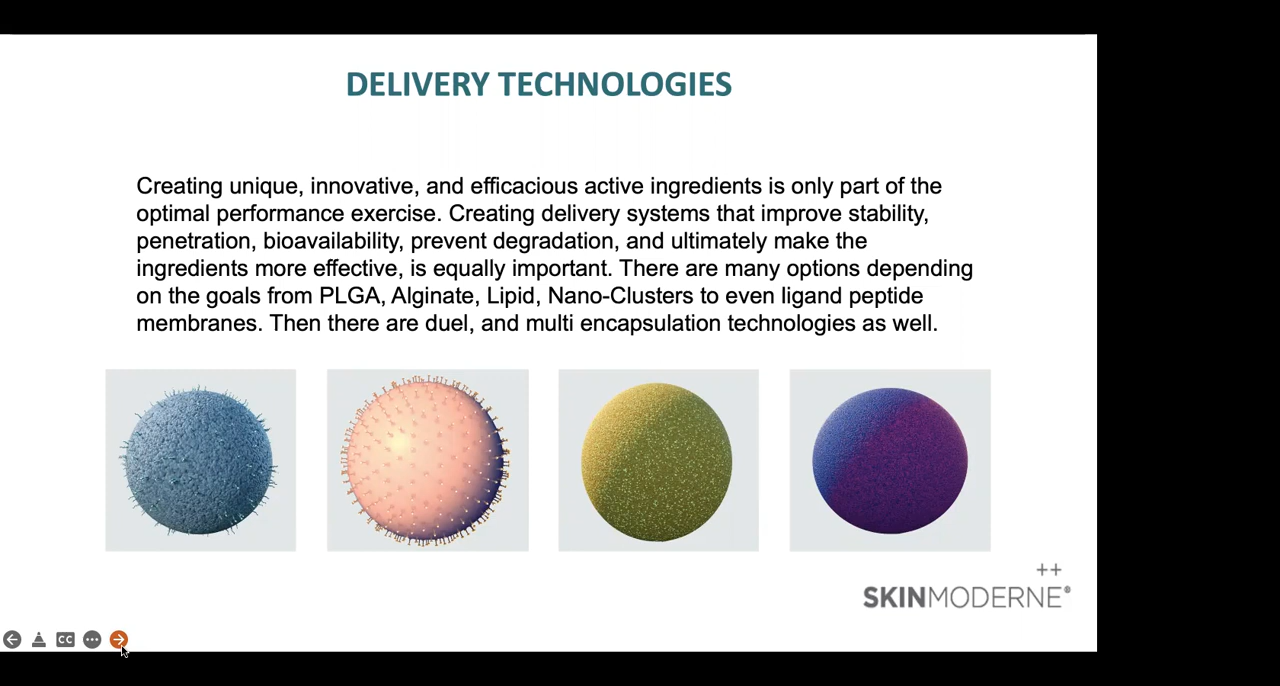 DELIVERY TECHNOLOGIES
Creating unique, innovative, and efficacious active ingredients is only part of the
optimal performance exercise. Creating delivery systems that improve stability,
penetration, bioavailability, prevent degradation, and ultimately make the
ingredients more effective, is equally important. There are many options depending
on the goals from PLGA, Alginate, Lipid, Nano-Clusters to even ligand peptide
membranes. Then there are duel, and multi encapsulation technologies as well.
++
SKINMODERNE®
CC